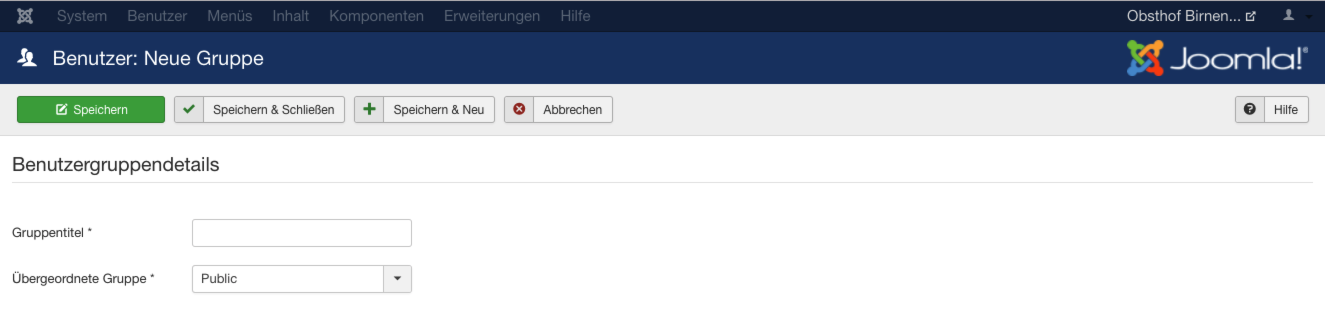 System Benutzer Menüs Inhalt Komponenten Erweiterungen Hilfe Obsthof Birnen...
Benutzer: Neue Gruppe Joomla!®
Speichern Speichern & Schließen Speichern & Neu Abbrechen Hilfe
Benutzergruppendetails
Gruppentitel *
Übergeordnete Gruppe * Public